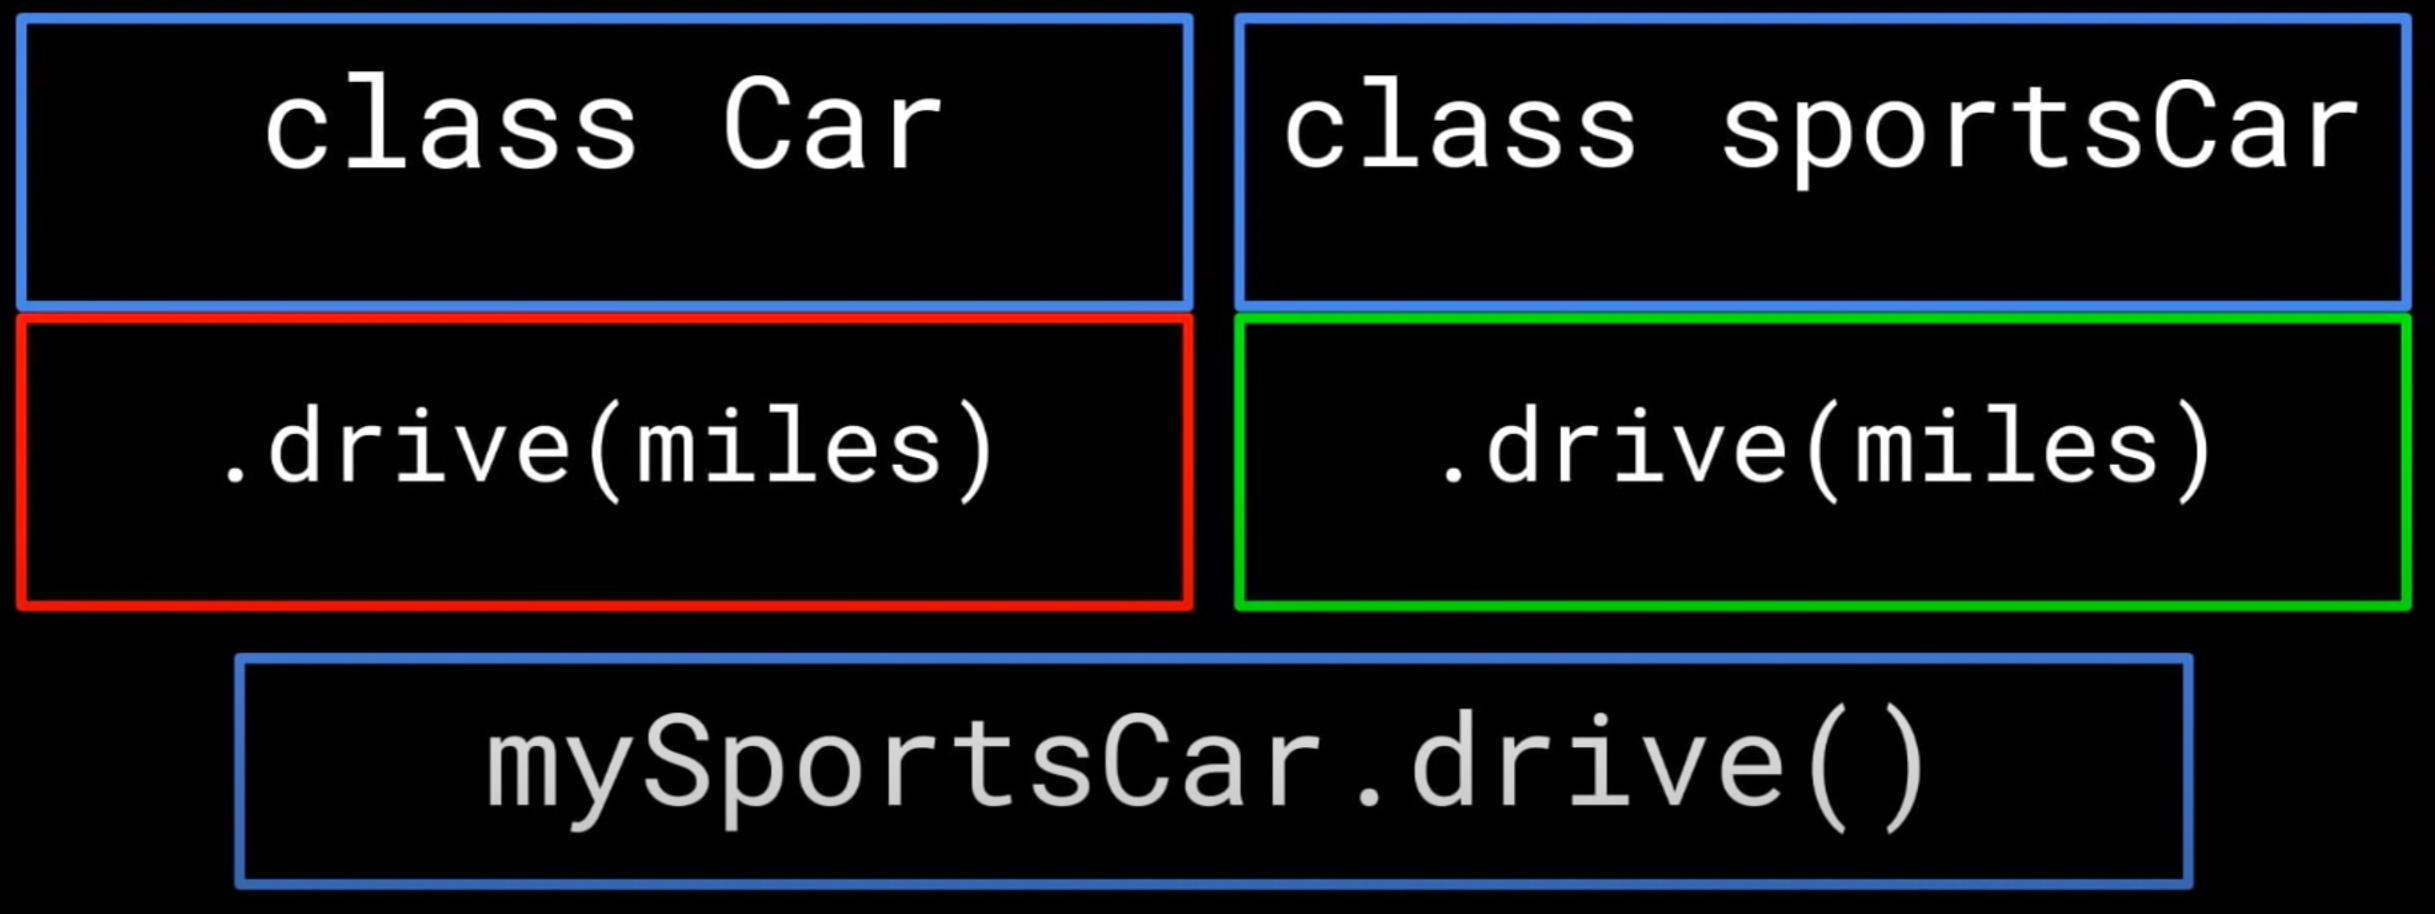 class Car
class sportsCar
.drive(miles)
.drive(miles)
mySportsCar.drive()